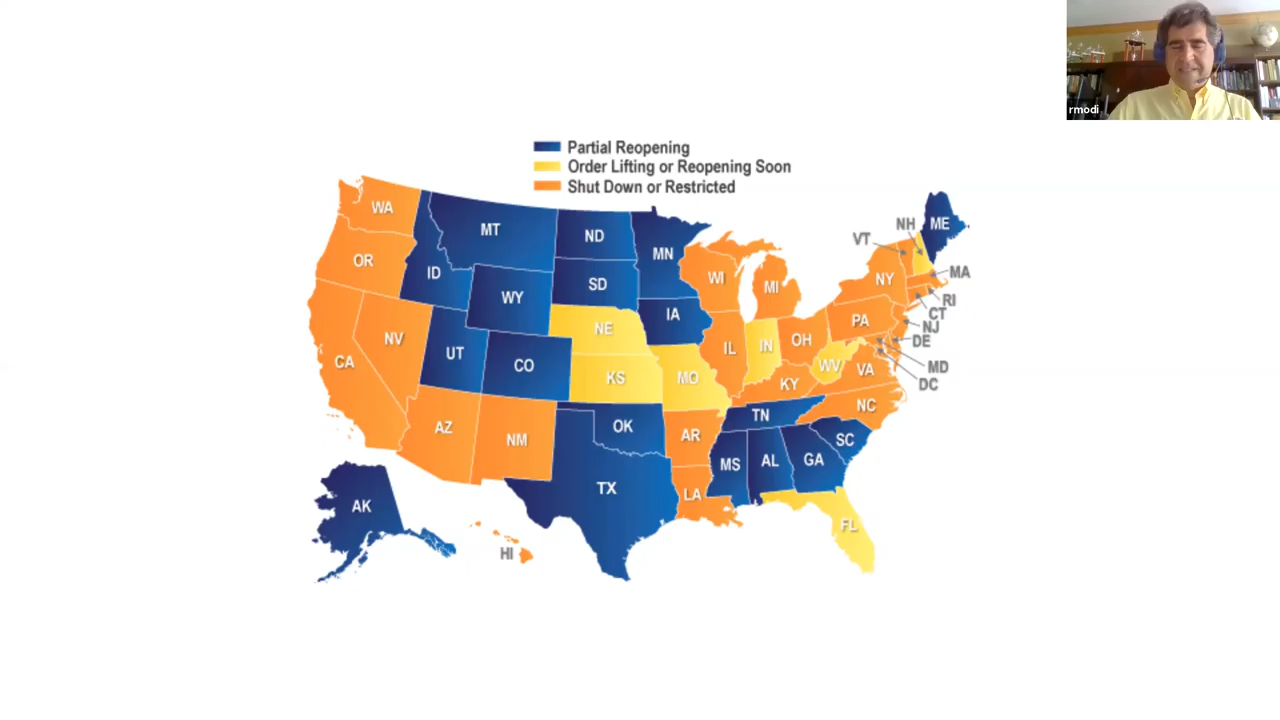 rmodi
Partial Reopening
Order Lifting or Reopening Soon
Shut Down or Restricted
WA
MT
ND
MN
ME
NH
VT
OR
ID
SD
WI
MI
NY
MA
WY
IA
RI
CT
NV
NE
PA
NJ
DE
CA
UT
CO
KS
MO
IL
IN
OH
WV
VA
MD
DC
KY
NC
AZ
NM
OK
AR
TN
SC
MS
AL
GA
TX
LA
FL
AK
HI